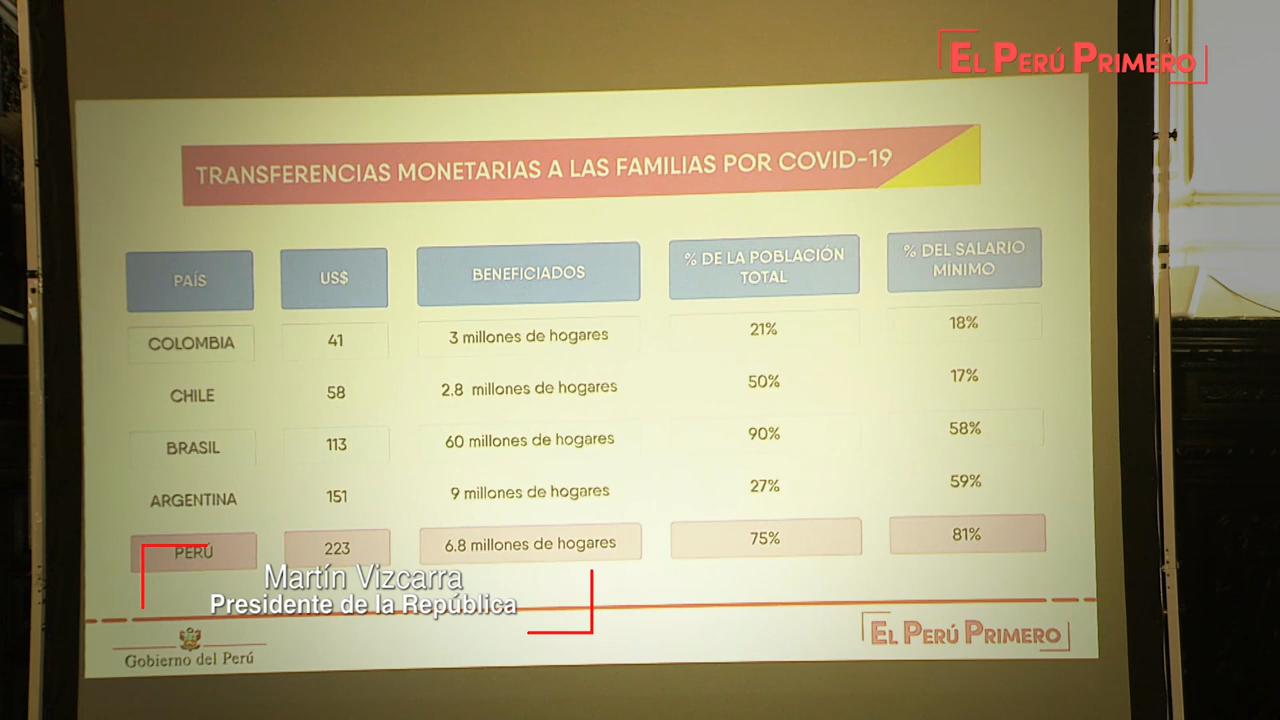 EL PERÚ PRIMERO
TRANSFERENCIAS MONETARIAS A LAS FAMILIAS POR COVID-19
PAÍS US$ BENEFICIADOS % DE LA POBLACIÓN TOTAL % DEL SALARIO MINIMO
COLOMBIA 41 3 millones de hogares 21% 18%
CHILE 58 2.8 millones de hogares 50% 17%
BRASIL 113 60 millones de hogares 90% 58%
ARGENTINA 151 9 millones de hogares 27% 59%
PERÚ 223 6.8 millones de hogares 75% 81%
Martín Vizcarra
Presidente de la República
Gobierno del Perú
EL PERÚ PRIMERO